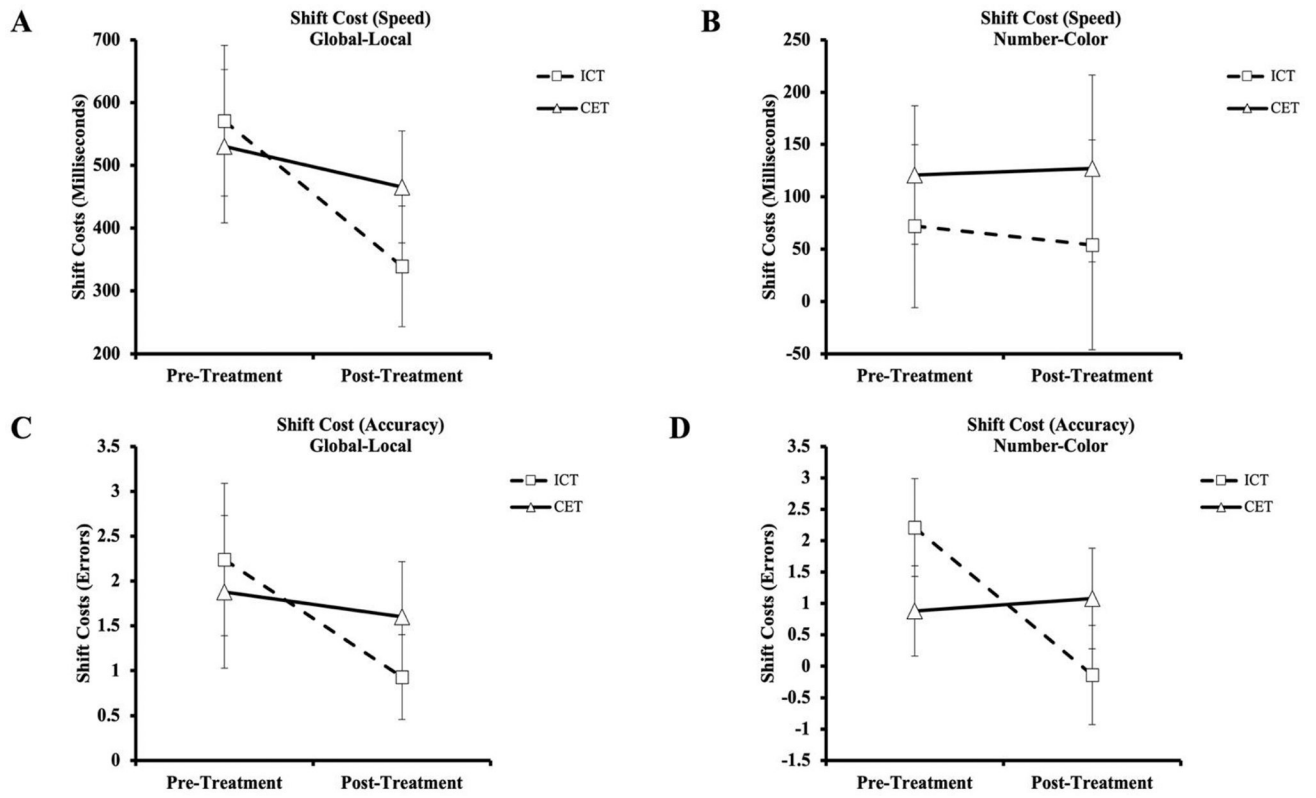 A
Shift Cost (Speed)
Global-Local
700
600
500
400
300
200
Shift Costs (Milliseconds)
ICT
CET
Pre-Treatment
Post-Treatment
B
Shift Cost (Speed)
Number-Color
250
200
150
100
50
0
-50
Shift Costs (Milliseconds)
ICT
CET
Pre-Treatment
Post-Treatment
C
Shift Cost (Accuracy)
Global-Local
3.5
3
2.5
2
1.5
1
0.5
0
Shift Costs (Errors)
ICT
CET
Pre-Treatment
Post-Treatment
D
Shift Cost (Accuracy)
Number-Color
3.5
3
2.5
2
1.5
1
0.5
0
-0.5
-1
-1.5
Shift Costs (Errors)
ICT
CET
Pre-Treatment
Post-Treatment